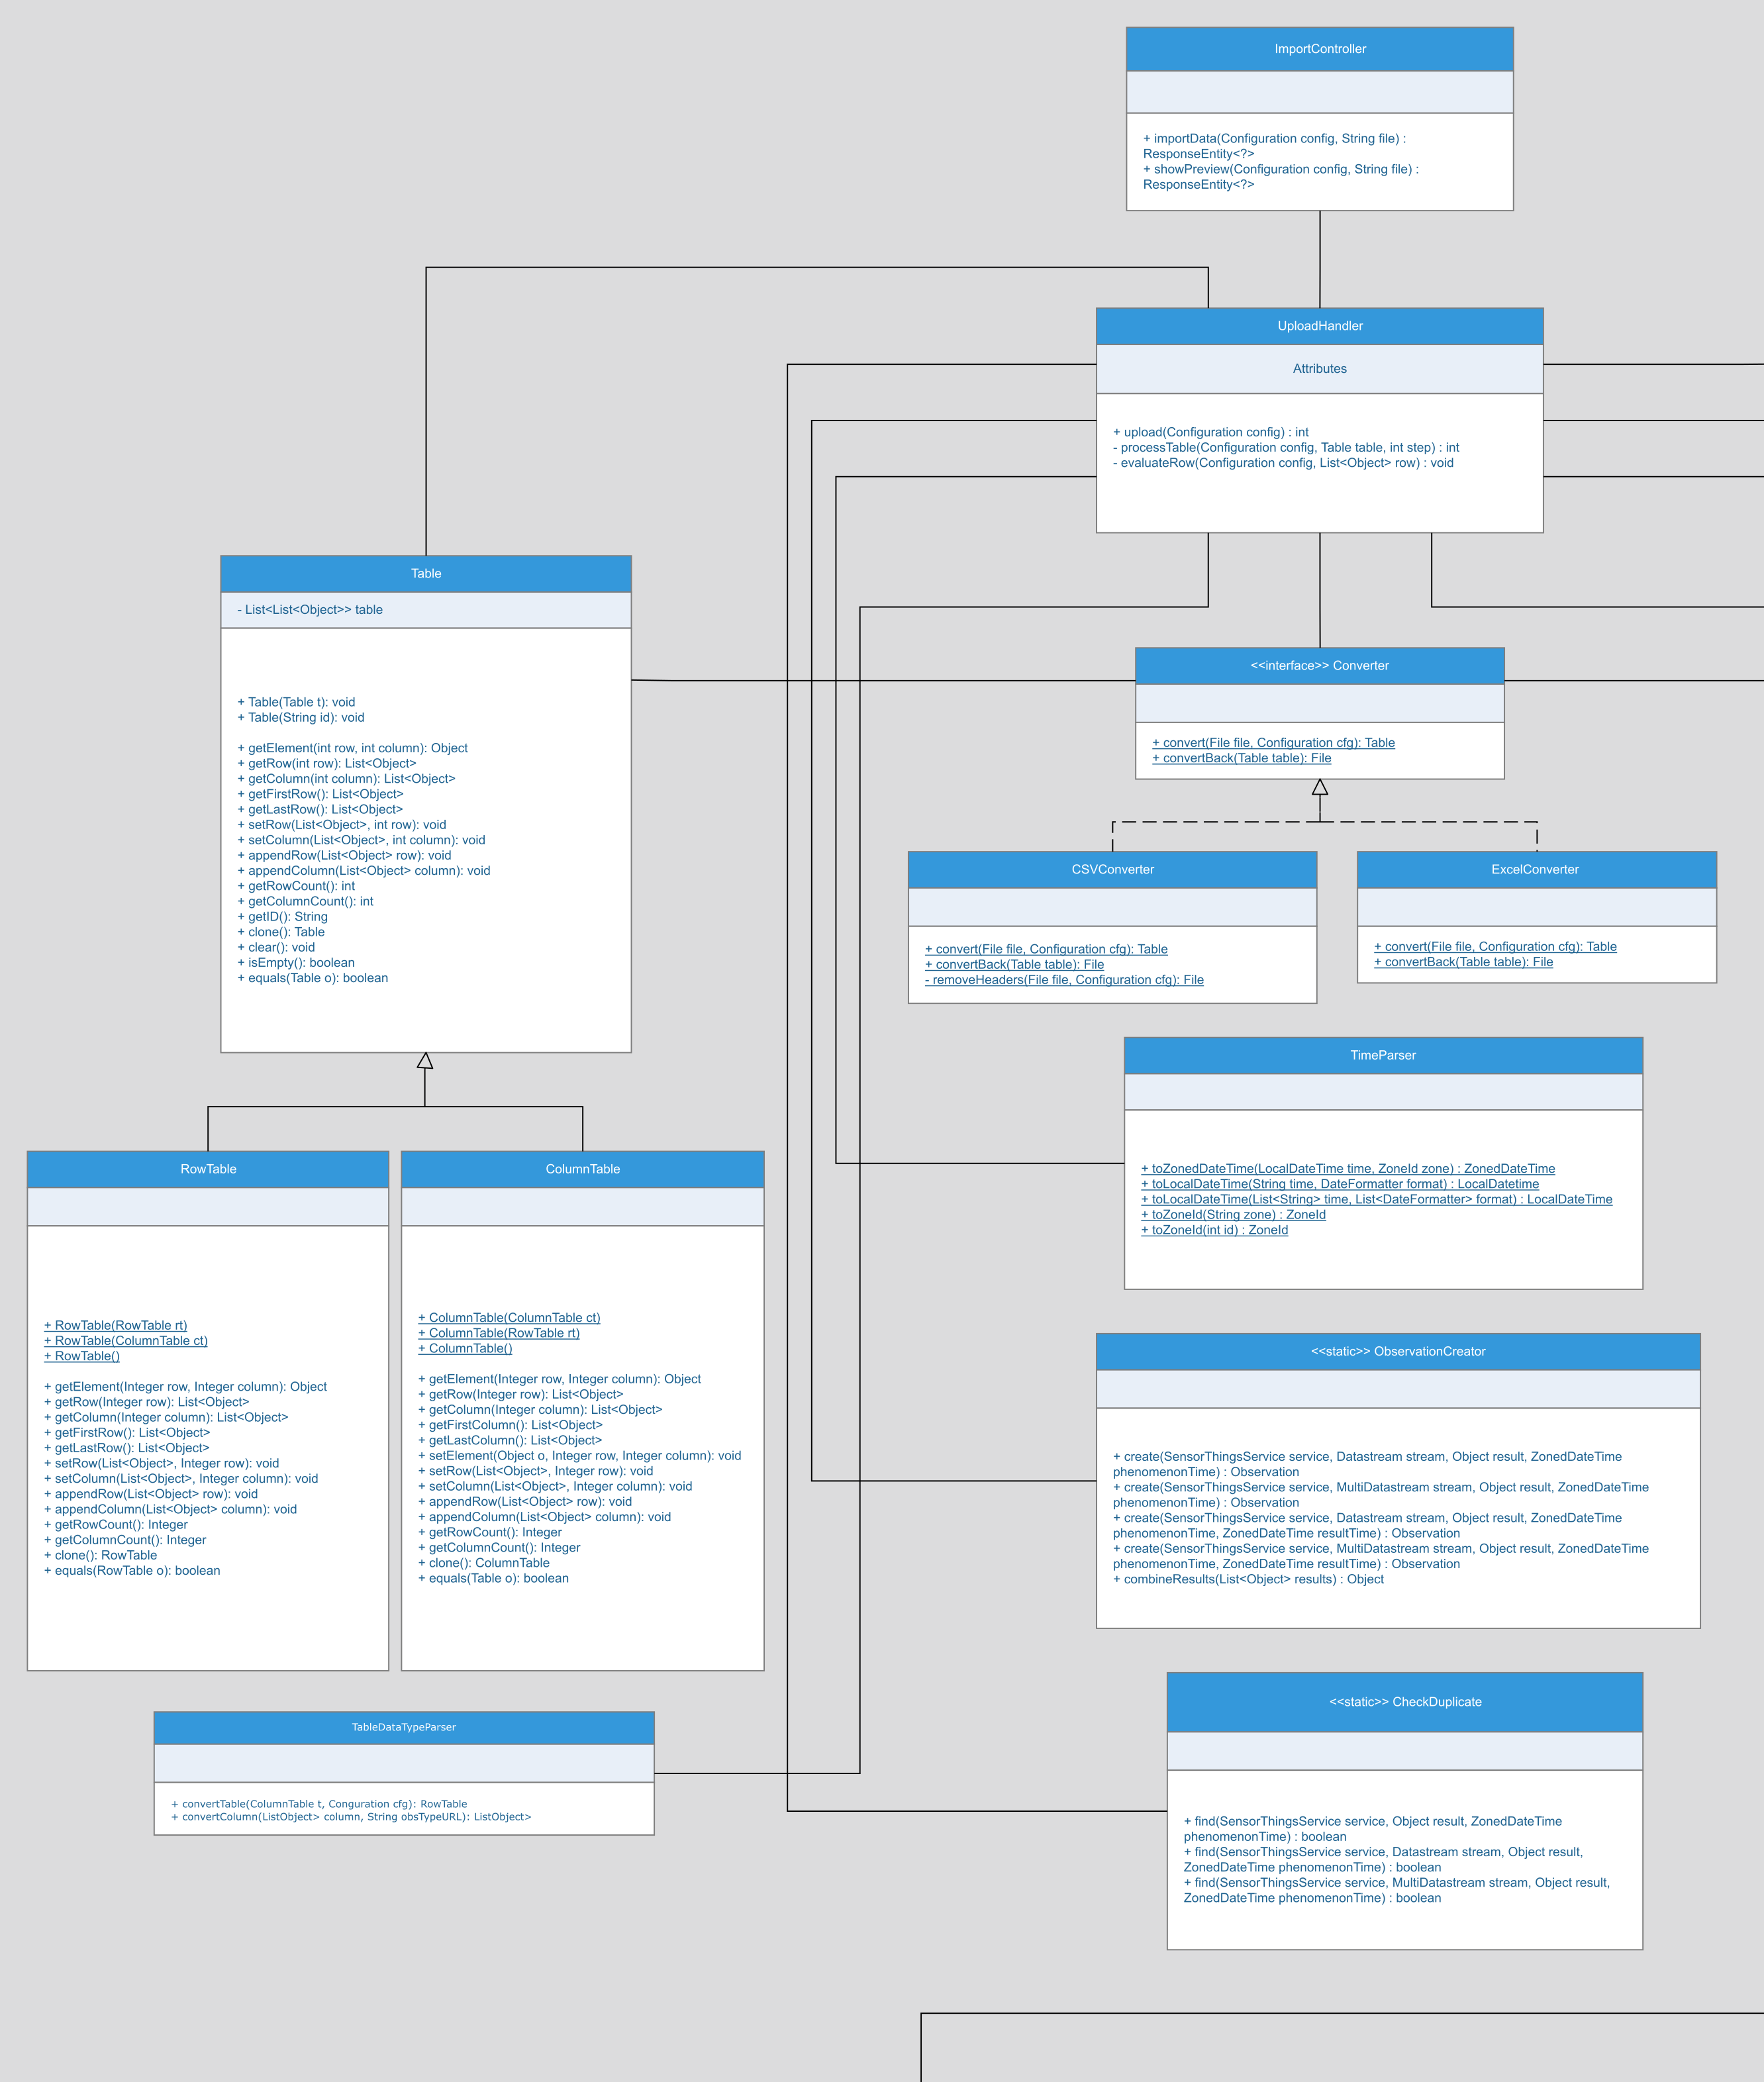 ImportController
+ importData(Configuration config, String file) :
ResponseEntity<?>
+ showPreview(Configuration config, String file) :
ResponseEntity<?>
UploadHandler
Attributes
+ upload(Configuration config) : int
- processTable(Configuration config, Table table, int step) : int
- evaluateRow(Configuration config, List<Object> row) : void
Table
- List<List<Object>> table
+ Table(Table t): void
+ Table(String id): void
+ getElement(int row, int column): Object
+ getRow(int row): List<Object>
+ getColumn(int column): List<Object>
+ getFirstRow(): List<Object>
+ getLastRow(): List<Object>
+ setRow(List<Object>, int row): void
+ setColumn(List<Object>, int column): void
+ appendRow(List<Object> row): void
+ appendColumn(List<Object> column): void
+ getRowCount(): int
+ getColumnCount(): int
+ getID(): String
+ clone(): Table
+ clear(): void
+ isEmpty(): boolean
+ equals(Table o): boolean
<<interface>> Converter
+ convert(File file, Configuration cfg): Table
+ convertBack(Table table): File
CSVConverter
+ convert(File file, Configuration cfg): Table
+ convertBack(Table table): File
- removeHeaders(File file, Configuration cfg): File
ExcelConverter
+ convert(File file, Configuration cfg): Table
+ convertBack(Table table): File
TimeParser
+ toZonedDateTime(LocalDateTime time, ZoneId zone) : ZonedDateTime
+ toLocalDateTime(String time, DateFormatter format) : LocalDatetime
+ toLocalDateTime(List<String> time, List<DateFormatter> format) : LocalDateTime
+ toZoneId(String zone) : ZoneId
+ toZoneId(int id) : ZoneId
RowTable
+ RowTable(RowTable rt)
+ RowTable(ColumnTable ct)
+ RowTable()
+ getElement(Integer row, Integer column): Object
+ getRow(Integer row): List<Object>
+ getColumn(Integer column): List<Object>
+ getFirstRow(): List<Object>
+ getLastRow(): List<Object>
+ setRow(List<Object>, Integer row): void
+ setColumn(List<Object>, Integer column): void
+ appendRow(List<Object> row): void
+ appendColumn(List<Object> column): void
+ getRowCount(): Integer
+ getColumnCount(): Integer
+ clone(): RowTable
+ equals(RowTable o): boolean
ColumnTable
+ ColumnTable(ColumnTable ct)
+ ColumnTable(RowTable rt)
+ ColumnTable()
+ getElement(Integer row, Integer column): Object
+ getRow(Integer row): List<Object>
+ getColumn(Integer column): List<Object>
+ getFirstColumn(): List<Object>
+ getLastColumn(): List<Object>
+ setElement(Object o, Integer row, Integer column): void
+ setRow(List<Object>, Integer row): void
+ setColumn(List<Object>, Integer column): void
+ appendRow(List<Object> row): void
+ appendColumn(List<Object> column): void
+ getRowCount(): Integer
+ getColumnCount(): Integer
+ clone(): ColumnTable
+ equals(Table o): boolean
<<static>> ObservationCreator
+ create(SensorThingsService service, Datastream stream, Object result, ZonedDateTime
phenomenonTime) : Observation
+ create(SensorThingsService service, MultiDatastream stream, Object result, ZonedDateTime
phenomenonTime) : Observation
+ create(SensorThingsService service, Datastream stream, Object result, ZonedDateTime
phenomenonTime, ZonedDateTime resultTime) : Observation
+ create(SensorThingsService service, MultiDatastream stream, Object result, ZonedDateTime
phenomenonTime, ZonedDateTime resultTime) : Observation
+ combineResults(List<Object> results) : Object
TableDataTypeParser
+ convertTable(ColumnTable t, Conguration cfg): RowTable
+ convertColumn(ListObject> column, String obsTypeURL): ListObject>
<<static>> CheckDuplicate
+ find(SensorThingsService service, Object result, ZonedDateTime
phenomenonTime) : boolean
+ find(SensorThingsService service, Datastream stream, Object result,
ZonedDateTime phenomenonTime) : boolean
+ find(SensorThingsService service, MultiDatastream stream, Object result,
ZonedDateTime phenomenonTime) : boolean